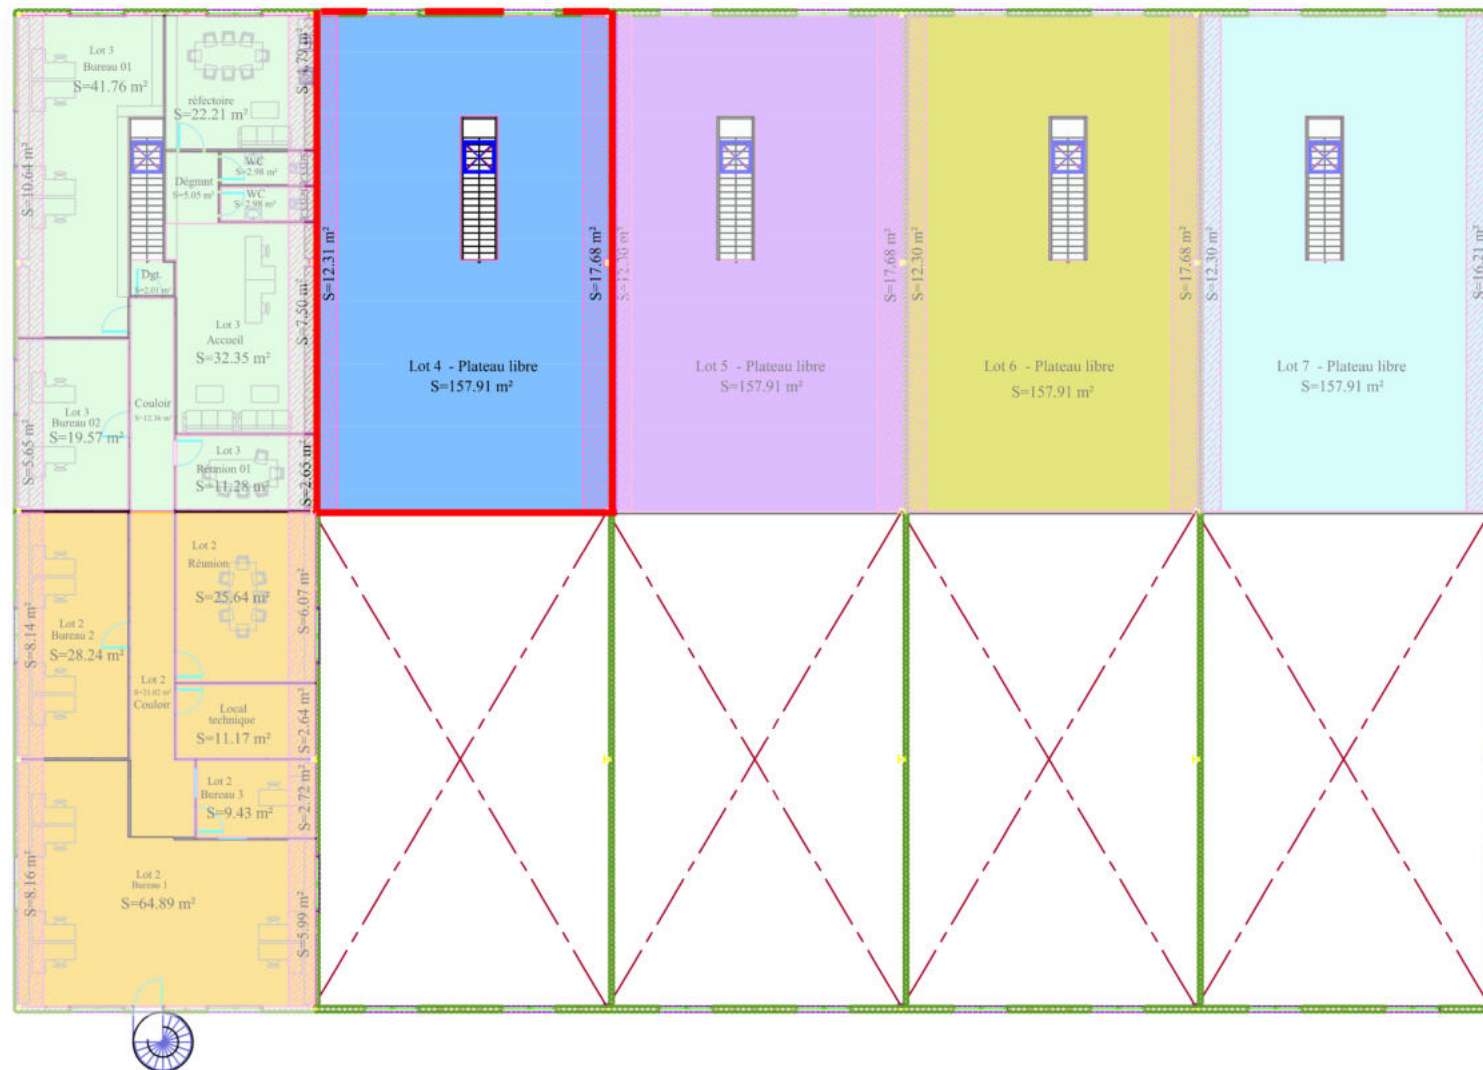 Lot 3
Bureau 01
S=41.76 m²
S=10.64 m²
réfectoire
S=22.21 m²
S=4.79 m²
WC
S=2.98 m²
WC
S=2.98 m²
Dégmnt
S=5.05 m²
Dgt.
S=2.01 m²
Lot 3
Accueil
S=32.35 m²
S=7.50 m²
Couloir
S=12.36 m²
Lot 3
Bureau 02
S=19.57 m²
S=5.65 m²
Lot 3
Réunion 01
S=11.28 m²
S=2.65 m²
S=12.31 m²
Lot 4 - Plateau libre
S=157.91 m²
S=17.68 m²
S=12.30 m²
Lot 5 - Plateau libre
S=157.91 m²
S=17.68 m²
S=12.30 m²
Lot 6 - Plateau libre
S=157.91 m²
S=17.68 m²
S=12.30 m²
Lot 7 - Plateau libre
S=157.91 m²
S=16.21 m²
Lot 2
Réunion
S=25.64 m²
S=6.07 m²
S=8.14 m²
Lot 2
Bureau 2
S=28.24 m²
Lot 2
S=21.02 m²
Couloir
Local
technique
S=11.17 m²
S=2.64 m²
Lot 2
Bureau 3
S=9.43 m²
S=2.72 m²
S=8.16 m²
Lot 2
Bureau 1
S=64.89 m²
S=5.99 m²